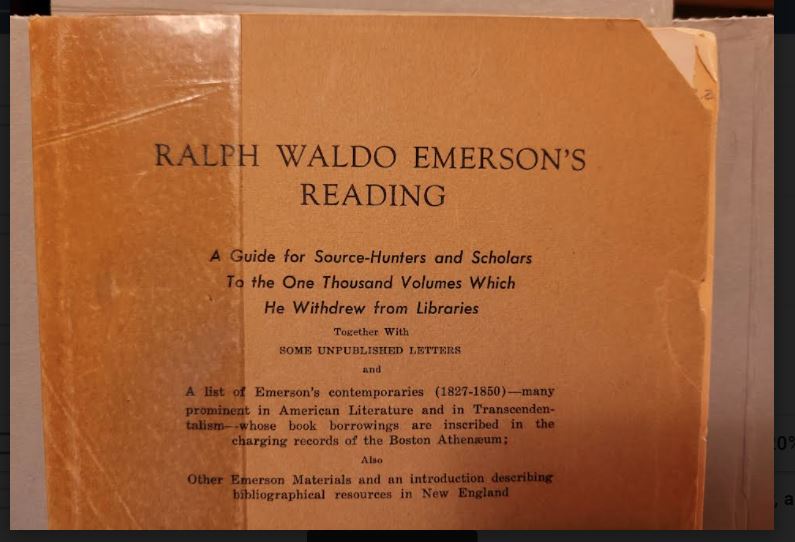 RALPH WALDO EMERSON'S
READING
A Guide for Source-Hunters and Scholars
To the One Thousand Volumes Which
He Withdrew from Libraries
Together With
SOME UNPUBLISHED LETTERS
and
A list of Emerson's contemporaries (1827-1850)—many
prominent in American Literature and in Transcenden-
talism—whose book borrowings are inscribed in the
charging records of the Boston Athenæum;
Also
Other Emerson Materials and an introduction describing
bibliographical resources in New England